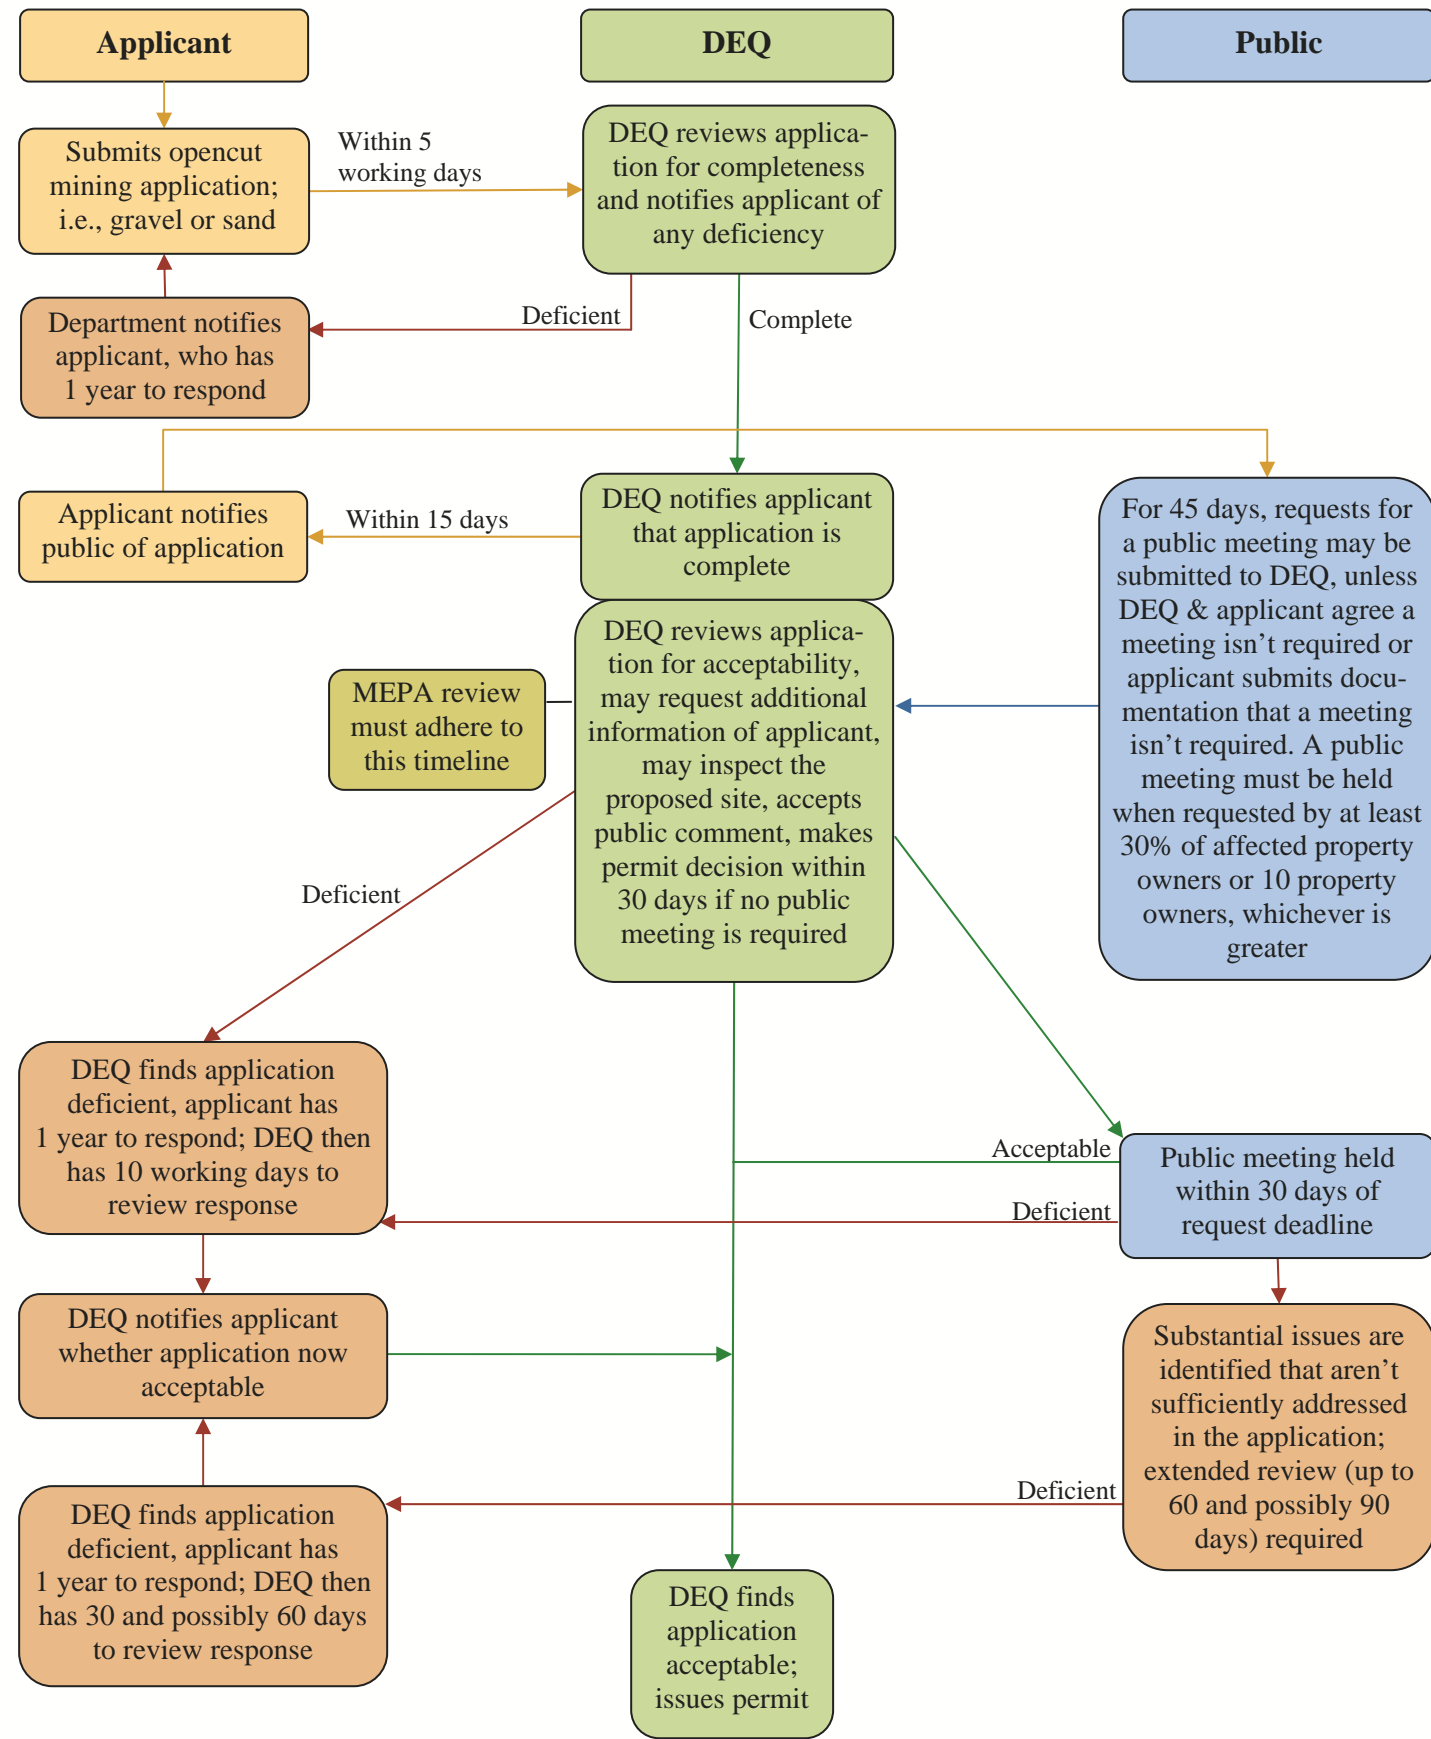 Applicant
DEQ
Public
Submits opencut
mining application;
i.e., gravel or sand
Within 5
working days
DEQ reviews applica-
tion for completeness
and notifies applicant of
any deficiency
Department notifies
applicant, who has
1 year to respond
Deficient
Complete
Applicant notifies
public of application
Within 15 days
DEQ notifies applicant
that application is
complete
For 45 days, requests for
a public meeting may be
submitted to DEQ, unless
DEQ & applicant agree a
meeting isn’t required or
applicant submits docu-
mentation that a meeting
isn’t required. A public
meeting must be held
when requested by at least
30% of affected property
owners or 10 property
owners, whichever is
greater
MEPA review
must adhere to
this timeline
DEQ reviews applica-
tion for acceptability,
may request additional
information of applicant,
may inspect the
proposed site, accepts
public comment, makes
permit decision within
30 days if no public
meeting is required
Deficient
DEQ finds application
deficient, applicant has
1 year to respond; DEQ then
has 10 working days to
review response
Acceptable
Deficient
Public meeting held
within 30 days of
request deadline
DEQ notifies applicant
whether application now
acceptable
Substantial issues are
identified that aren't
sufficiently addressed
in the application;
extended review (up to
60 and possibly 90
days) required
Deficient
DEQ finds application
deficient, applicant has
1 year to respond; DEQ then
has 30 and possibly 60 days
to review response
DEQ finds
application
acceptable;
issues permit